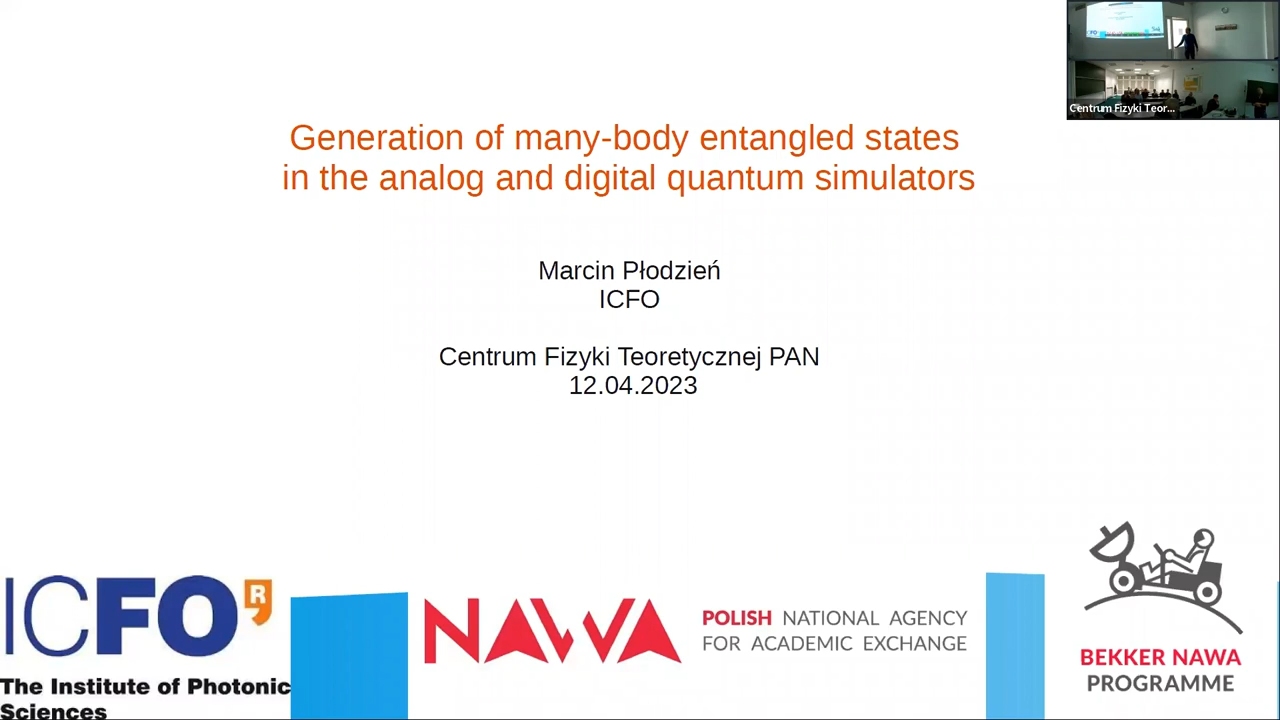 Centrum Fizyki Teor...
Generation of many-body entangled states
in the analog and digital quantum simulators
Marcin Płodzień
ICFO
Centrum Fizyki Teoretycznej PAN
12.04.2023
ICFO R
The Institute of Photonic
Sciences
NAWA
POLISH NATIONAL AGENCY
FOR ACADEMIC EXCHANGE
BEKKER NAWA
PROGRAMME